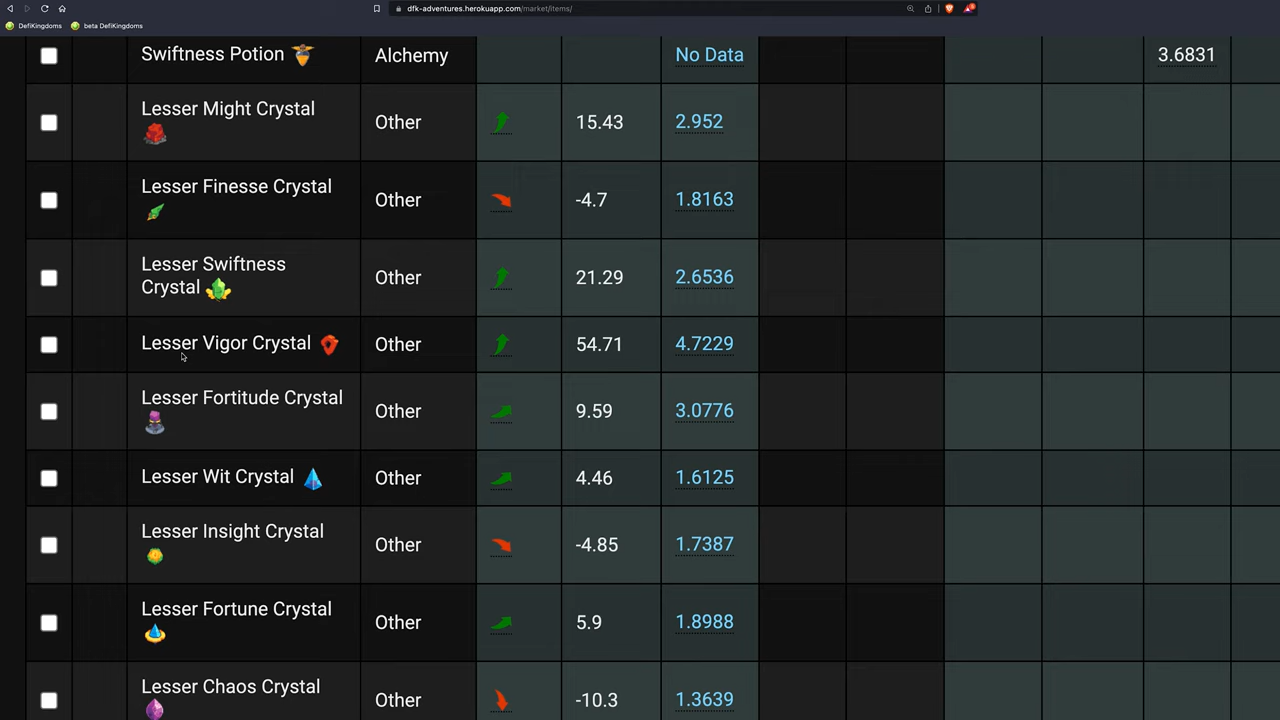 dfk-adventures.herokuapp.com/market/items/
DefiKingdoms beta DefiKingdoms
Swiftness Potion Alchemy No Data 3.6831
Lesser Might Crystal Other 15.43 2.952
Lesser Finesse Crystal Other -4.7 1.8163
Lesser Swiftness
Crystal Other 21.29 2.6536
Lesser Vigor Crystal Other 54.71 4.7229
Lesser Fortitude Crystal Other 9.59 3.0776
Lesser Wit Crystal Other 4.46 1.6125
Lesser Insight Crystal Other -4.85 1.7387
Lesser Fortune Crystal Other 5.9 1.8988
Lesser Chaos Crystal Other -10.3 1.3639